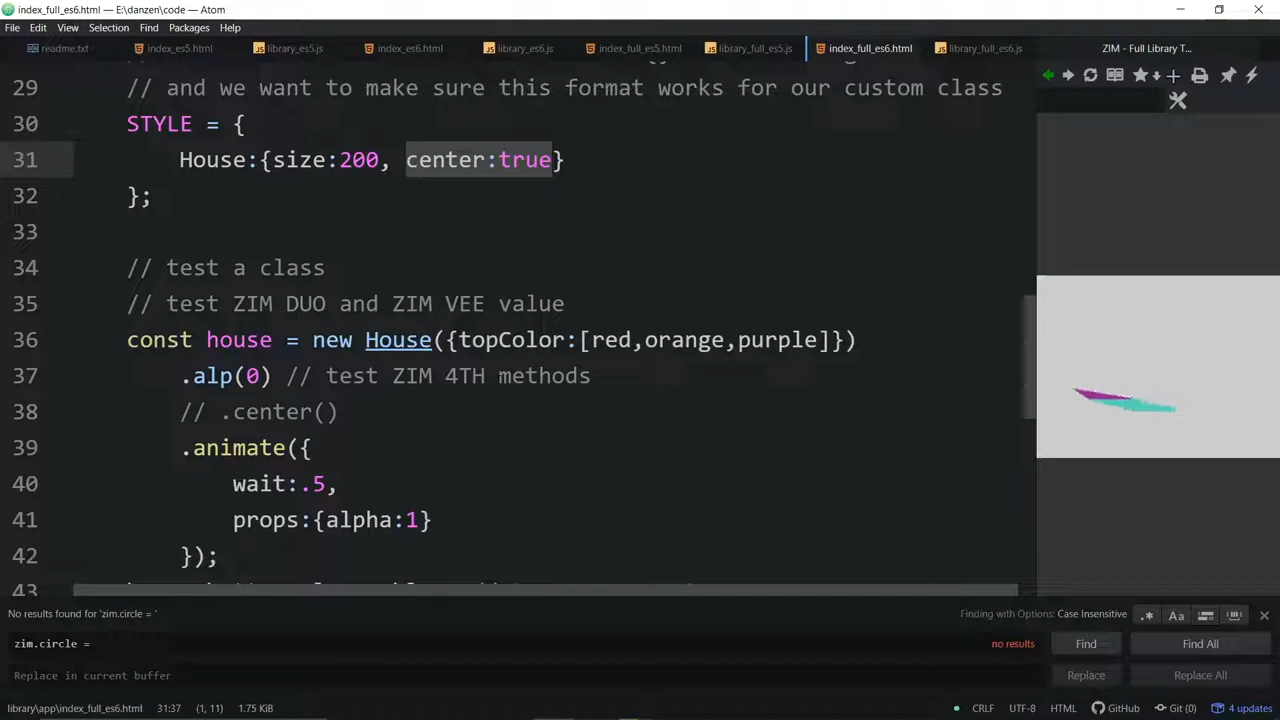 index_full_es6.html — E:\danzen\code — Atom
File Edit View Selection Find Packages Help
readme.txt index_es5.html library_es5.js index_es6.html library_es6.js index_full_es5.html library_full_es5.js index_full_es6.html library_full_es6.js ZIM - Full Library T...
29 // and we want to make sure this format works for our custom class
30 STYLE = {
31 House:{size:200, center:true}
32 };
33
34 // test a class
35 // test ZIM DUO and ZIM VEE value
36 const house = new House({topColor:[red,orange,purple]})
37 .alp(0) // test ZIM 4TH methods
38 // .center()
39 .animate({
40 wait:.5,
41 props:{alpha:1}
42 });
43
No results found for 'zim.circle = '
Finding with Options: Case Insensitive
.* Aa
zim.circle =
no results Find Find All
Replace in current buffer
Replace Replace All
library\app\index_full_es6.html 31:37 (1, 11) 1.75 KiB
CRLF UTF-8 HTML GitHub Git (0) 4 updates